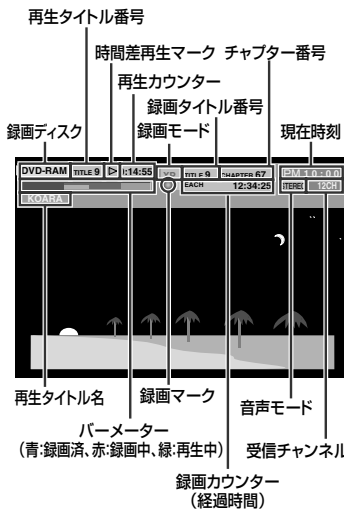 再生タイトル番号
時間差再生マーク チャプター番号
再生カウンター
録画タイトル番号
録画ディスク 録画モード 現在時刻
DVD-RAM TITLE 9 :14:55 XP TITLE 9 CHAPTER 67 PM 10:00
EACH 12:34:25 STEREO 12CH
KOARA
再生タイトル名 録画マーク 音声モード
バーメーター 受信チャンネル
(青:録画済、赤:録画中、緑:再生中)
録画カウンター
(経過時間)